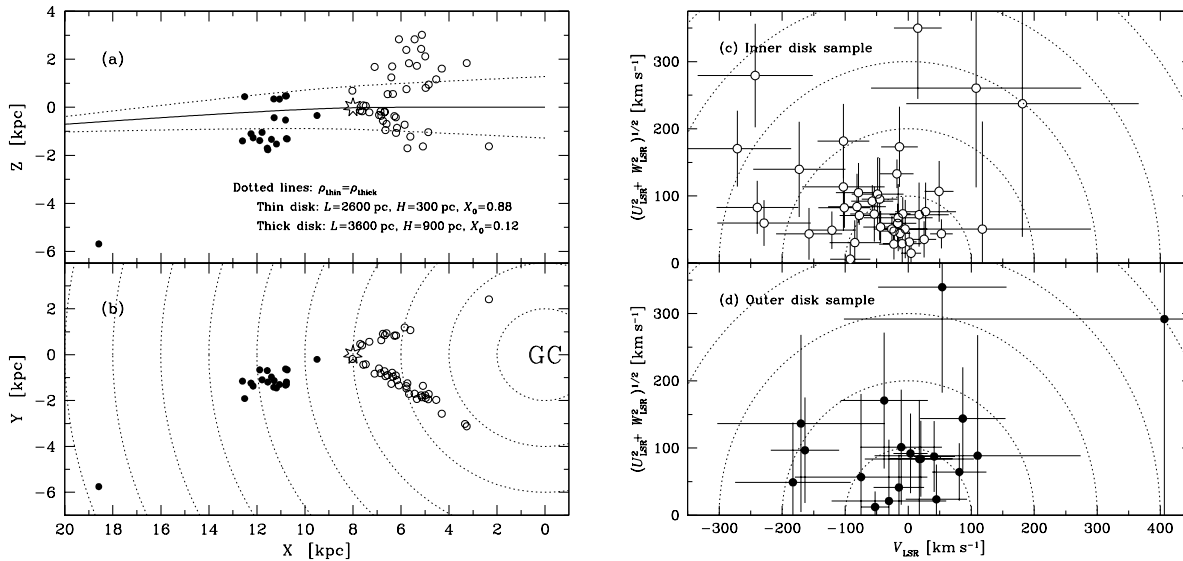 (a)
4
2
0
−2
−4
−6
Z [kpc]
Dotted lines: ρthin=ρthick
Thin disk: L=2600 pc, H=300 pc, X0=0.88
Thick disk: L=3600 pc, H=900 pc, X0=0.12
(b)
2
0
−2
−4
−6
Y [kpc]
GC
20 18 16 14 12 10 8 6 4 2 0
X [kpc]
(c) Inner disk sample
300
200
100
0
(U²LSR+ W²LSR)1/2 [km s−1]
(d) Outer disk sample
300
200
100
0
(U²LSR+ W²LSR)1/2 [km s−1]
−300 −200 −100 0 100 200 300 400
VLSR [km s−1]